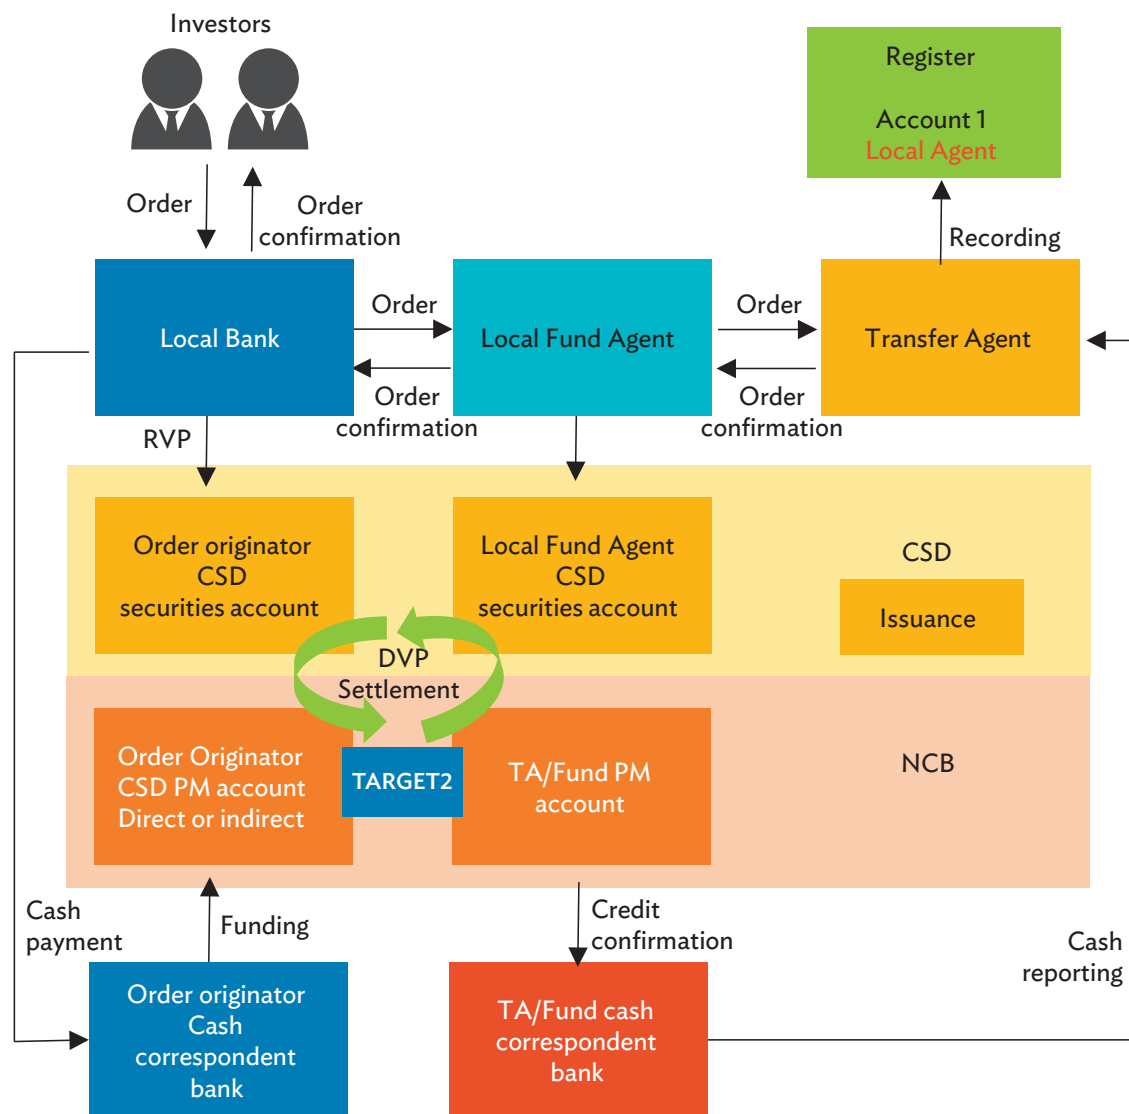 Investors
Register
Account 1
Local Agent
Order
Order
confirmation
Recording
Local Bank
Order
Local Fund Agent
Order
Transfer Agent
Order
confirmation
Order
confirmation
RVP
Order originator
CSD
securities account
Local Fund Agent
CSD
securities account
CSD
Issuance
DVP
Settlement
Order Originator
CSD PM account
Direct or indirect
TARGET2
TA/Fund PM
account
NCB
Cash
payment
Funding
Credit
confirmation
Cash
reporting
Order originator
Cash
correspondent
bank
TA/Fund cash
correspondent
bank